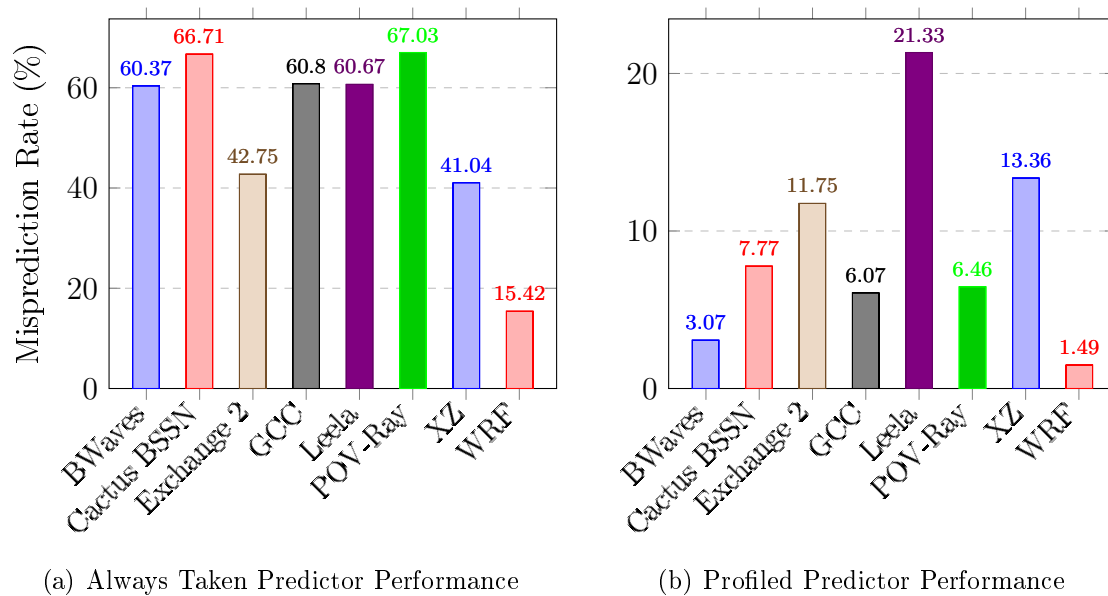 Misprediction Rate (%)
60
40
20
0
60.37
66.71
42.75
60.8
60.67
67.03
41.04
15.42
BWaves
Cactus BSSN
Exchange 2
GCC
Leela
POV-Ray
XZ
WRF
(a) Always Taken Predictor Performance
20
10
0
3.07
7.77
11.75
6.07
21.33
6.46
13.36
1.49
BWaves
Cactus BSSN
Exchange 2
GCC
Leela
POV-Ray
XZ
WRF
(b) Profiled Predictor Performance